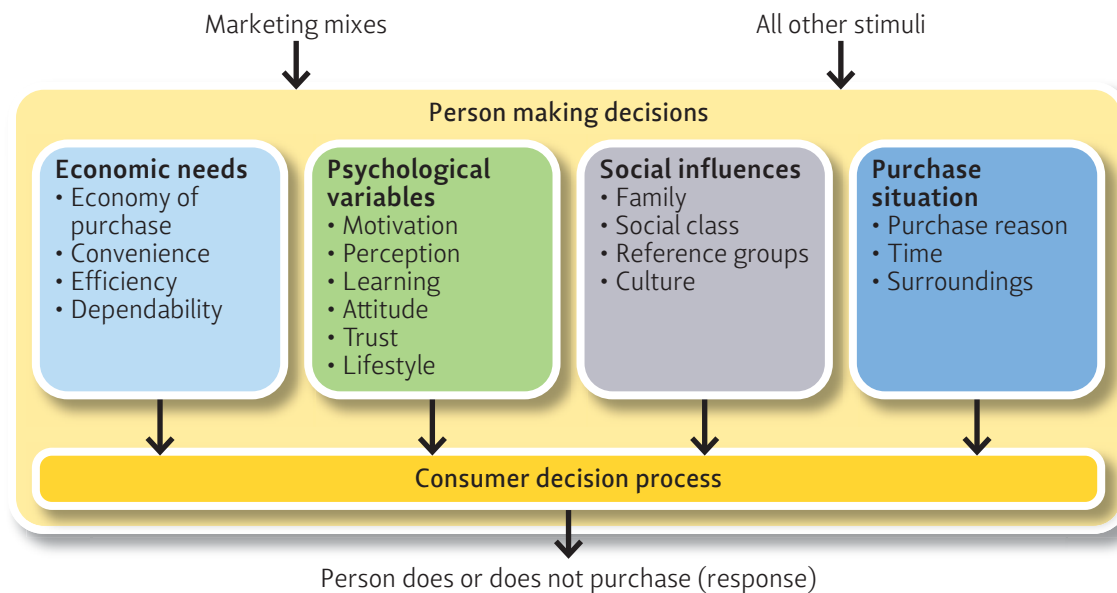 Marketing mixes
All other stimuli
Person making decisions
Economic needs
• Economy of
purchase
• Convenience
• Efficiency
• Dependability
Psychological
variables
• Motivation
• Perception
• Learning
• Attitude
• Trust
• Lifestyle
Social influences
• Family
• Social class
• Reference groups
• Culture
Purchase
situation
• Purchase reason
• Time
• Surroundings
Consumer decision process
Person does or does not purchase (response)